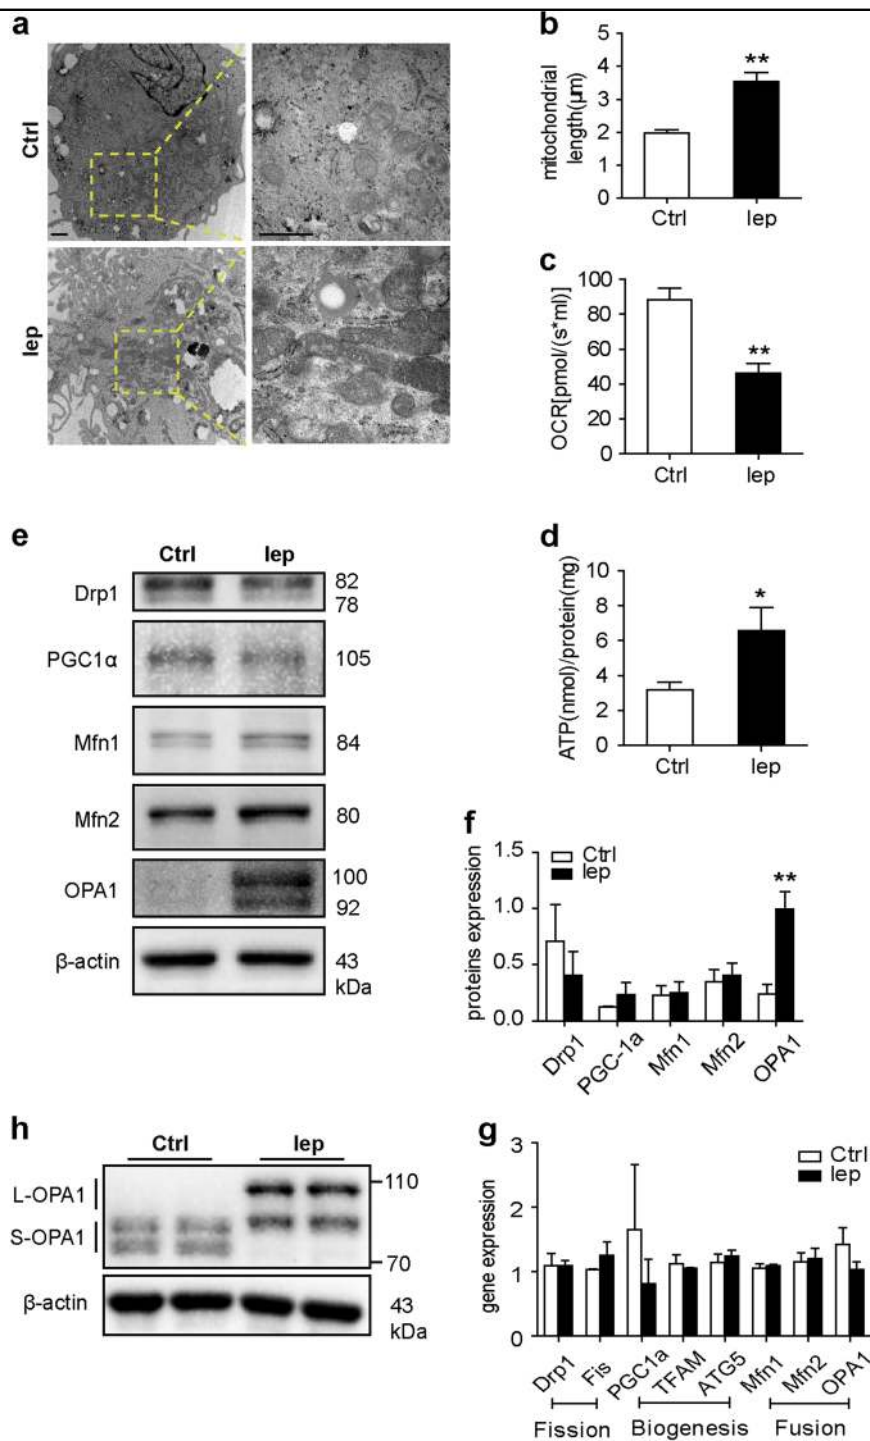 a
Ctrl
lep
b
mitochondrial
length(μm)
5
4
3
2
1
0
**
Ctrl
lep
c
OCR[pmol/(s*ml)]
100
80
60
40
20
0
**
Ctrl
lep
d
ATP(nmol)/protein(mg)
10
8
6
4
2
0
*
Ctrl
lep
e
Ctrl lep
Drp1 82
78
PGC1α 105
Mfn1 84
Mfn2 80
OPA1 100
92
β-actin 43
kDa
f
proteins expression
1.5
1.0
0.5
0.0
Ctrl
lep
**
Drp1 PGC-1a Mfn1 Mfn2 OPA1
h
Ctrl lep
L-OPA1 110
S-OPA1
70
β-actin 43
kDa
g
gene expression
3
2
1
0
Ctrl
lep
Drp1 Fis PGC1a TFAM ATG5 Mfn1 Mfn2 OPA1
Fission Biogenesis Fusion